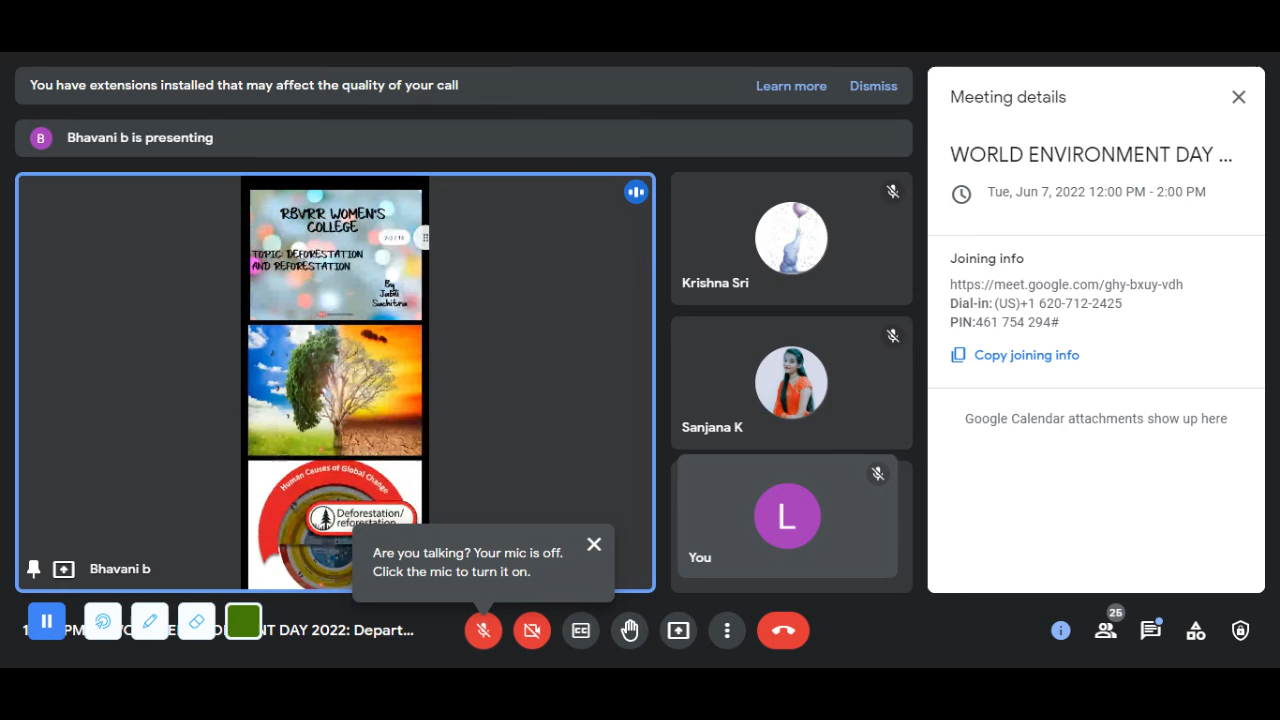 You have extensions installed that may affect the quality of your call
Learn more
Dismiss
B
Bhavani b is presenting
RBVRR WOMEN'S
COLLEGE
TOPIC: DEFORESTATION
AND REFORESTATION
By
Suchitra
Human Causes of Global Change
Deforestation/
reforestation
Bhavani b
Krishna Sri
Sanjana K
L
You
Are you talking? Your mic is off.
Click the mic to turn it on.
Meeting details
WORLD ENVIRONMENT DAY ...
Tue, Jun 7, 2022 12:00 PM - 2:00 PM
Joining info
https://meet.google.com/ghy-bxuy-vdh
Dial-in: (US)+1 620-712-2425
PIN:461 754 294#
Copy joining info
Google Calendar attachments show up here
NT DAY 2022: Depart...
25